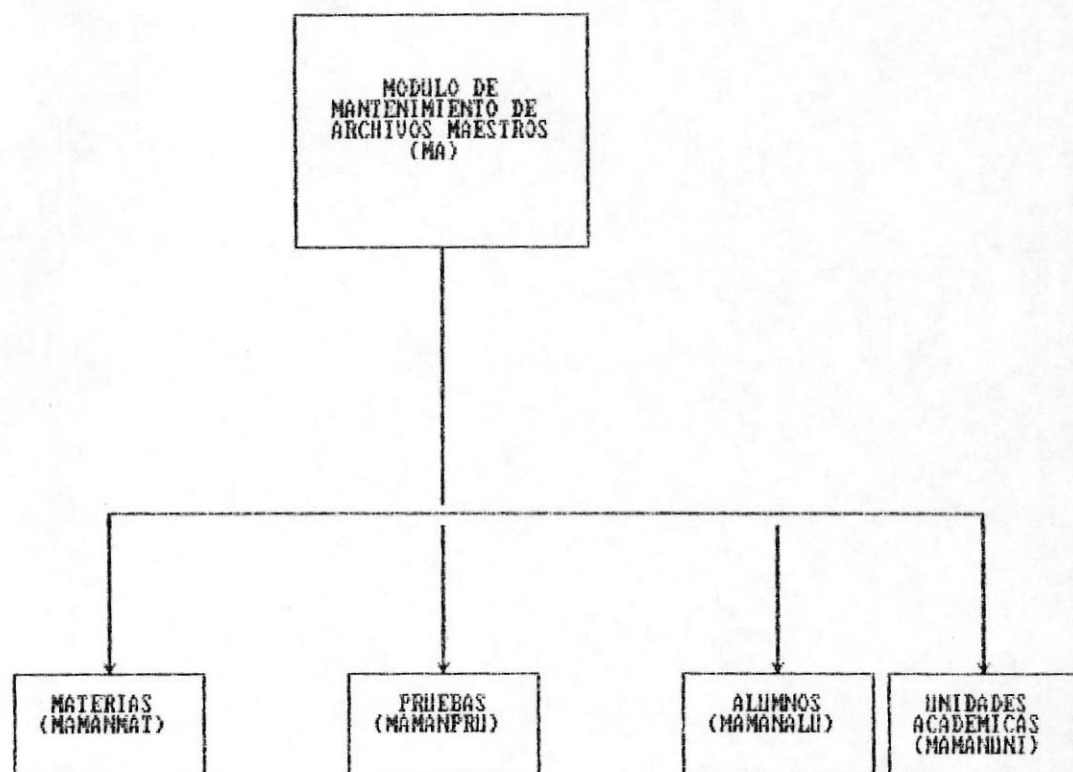 MODULO DE
MANTENIMIENTO DE
ARCHIVOS MAESTROS
(MA)
MATERIAS
(MAMANMAT)
PRUEBAS
(MAMANPRU)
ALUMNOS
(MAMANALU)
UNIDADES
ACADEMICAS
(MAMANUNI)